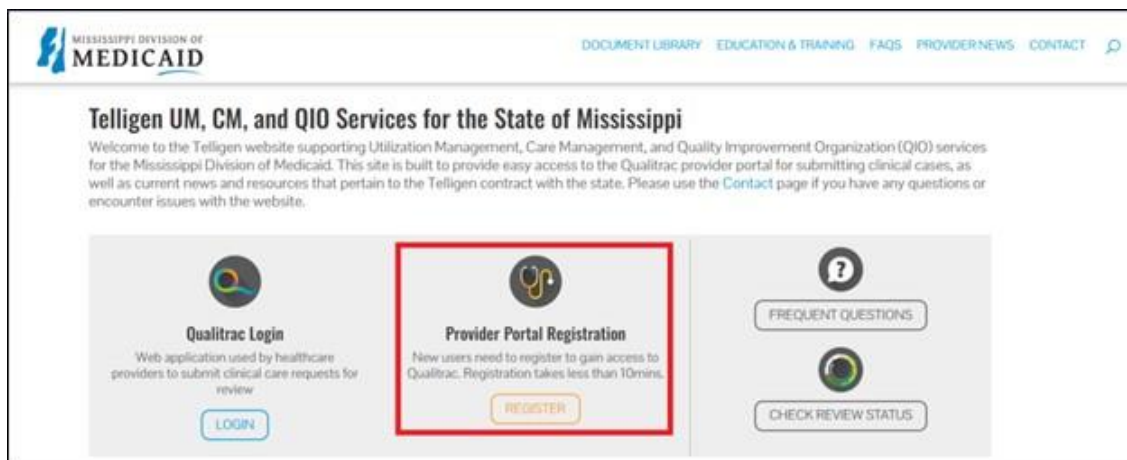 MISSISSIPPI DIVISION OF
MEDICAID
DOCUMENT LIBRARY EDUCATION & TRAINING FAQS PROVIDER NEWS CONTACT
Telligen UM, CM, and QIO Services for the State of Mississippi
Welcome to the Telligen website supporting Utilization Management, Care Management, and Quality Improvement Organization (QIO) services
for the Mississippi Division of Medicaid. This site is built to provide easy access to the Qualitrac provider portal for submitting clinical cases, as
well as current news and resources that pertain to the Telligen contract with the state. Please use the Contact page if you have any questions or
encounter issues with the website.
Qualitrac Login
Web application used by healthcare
providers to submit clinical care requests for
review
LOGIN
Provider Portal Registration
New users need to register to gain access to
Qualitrac. Registration takes less than 10mins.
REGISTER
?
FREQUENT QUESTIONS
CHECK REVIEW STATUS